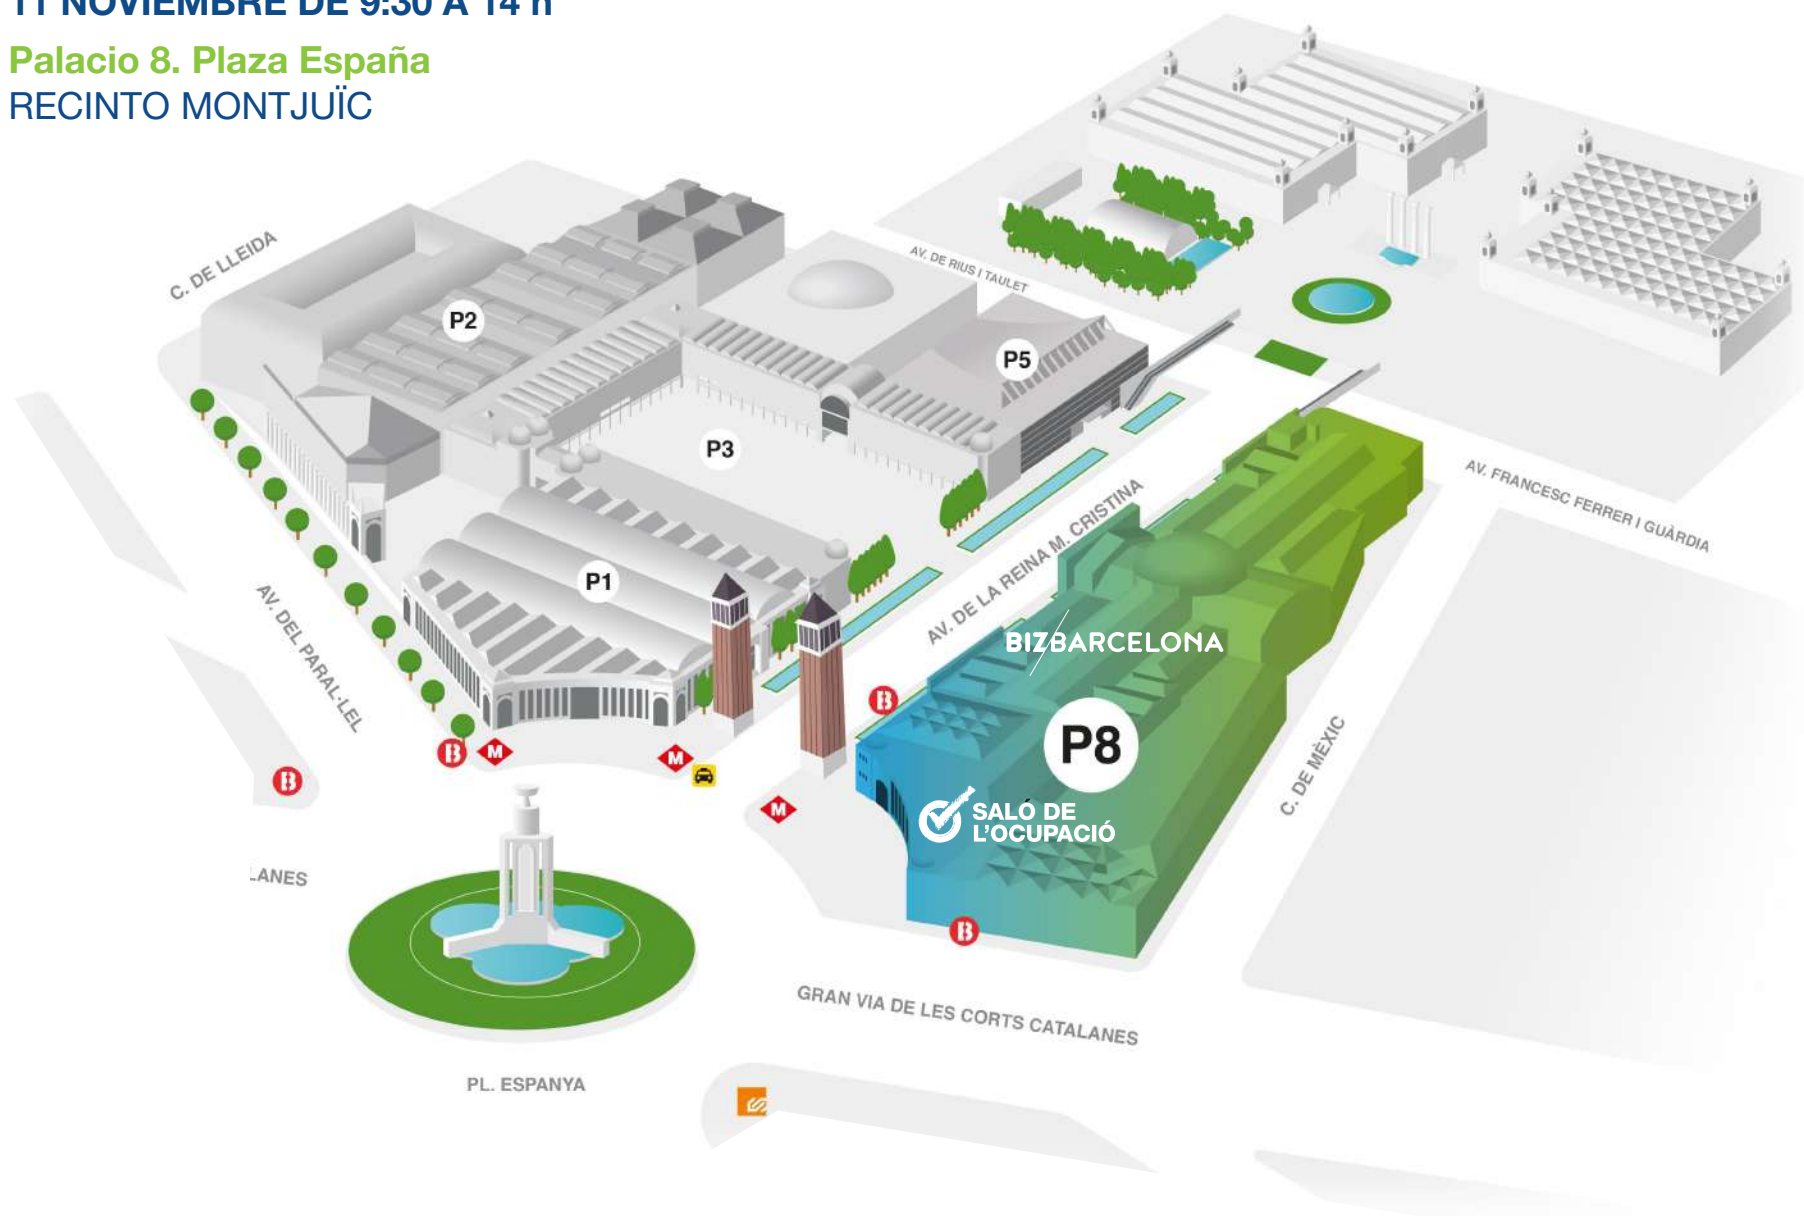 11 NOVIEMBRE DE 9:30 A 14 h
Palacio 8. Plaza España
RECINTO MONTJUÏC
C. DE LLEIDA
AV. DE RIUS I TAULET
P2
P5
P3
AV. FRANCESC FERRER I GUÀRDIA
AV. DE LA REINA M. CRISTINA
P1
AV. DEL PARAL·LEL
BIZBARCELONA
B
P8
B
M
M
B
C. DE MÈXIC
M
SALÓ DE
L'OCUPACIÓ
LANES
B
GRAN VIA DE LES CORTS CATALANES
PL. ESPANYA